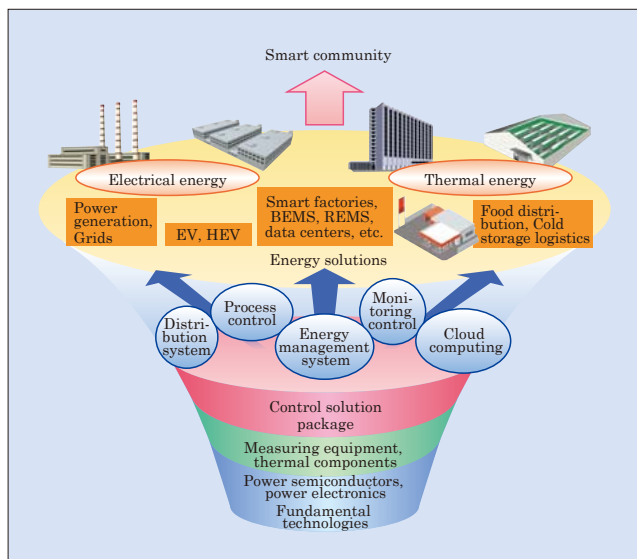 Smart community
Electrical energy
Thermal energy
Power
generation,
Grids
EV, HEV
Smart factories,
BEMS, REMS,
data centers, etc.
Food distri-
bution, Cold
storage logistics
Energy solutions
Distri-
bution
system
Process
control
Energy
management
system
Moni-
toring
control
Cloud
computing
Control solution
package
Measuring equipment,
thermal components
Power semiconductors,
power electronics
Fundamental
technologies